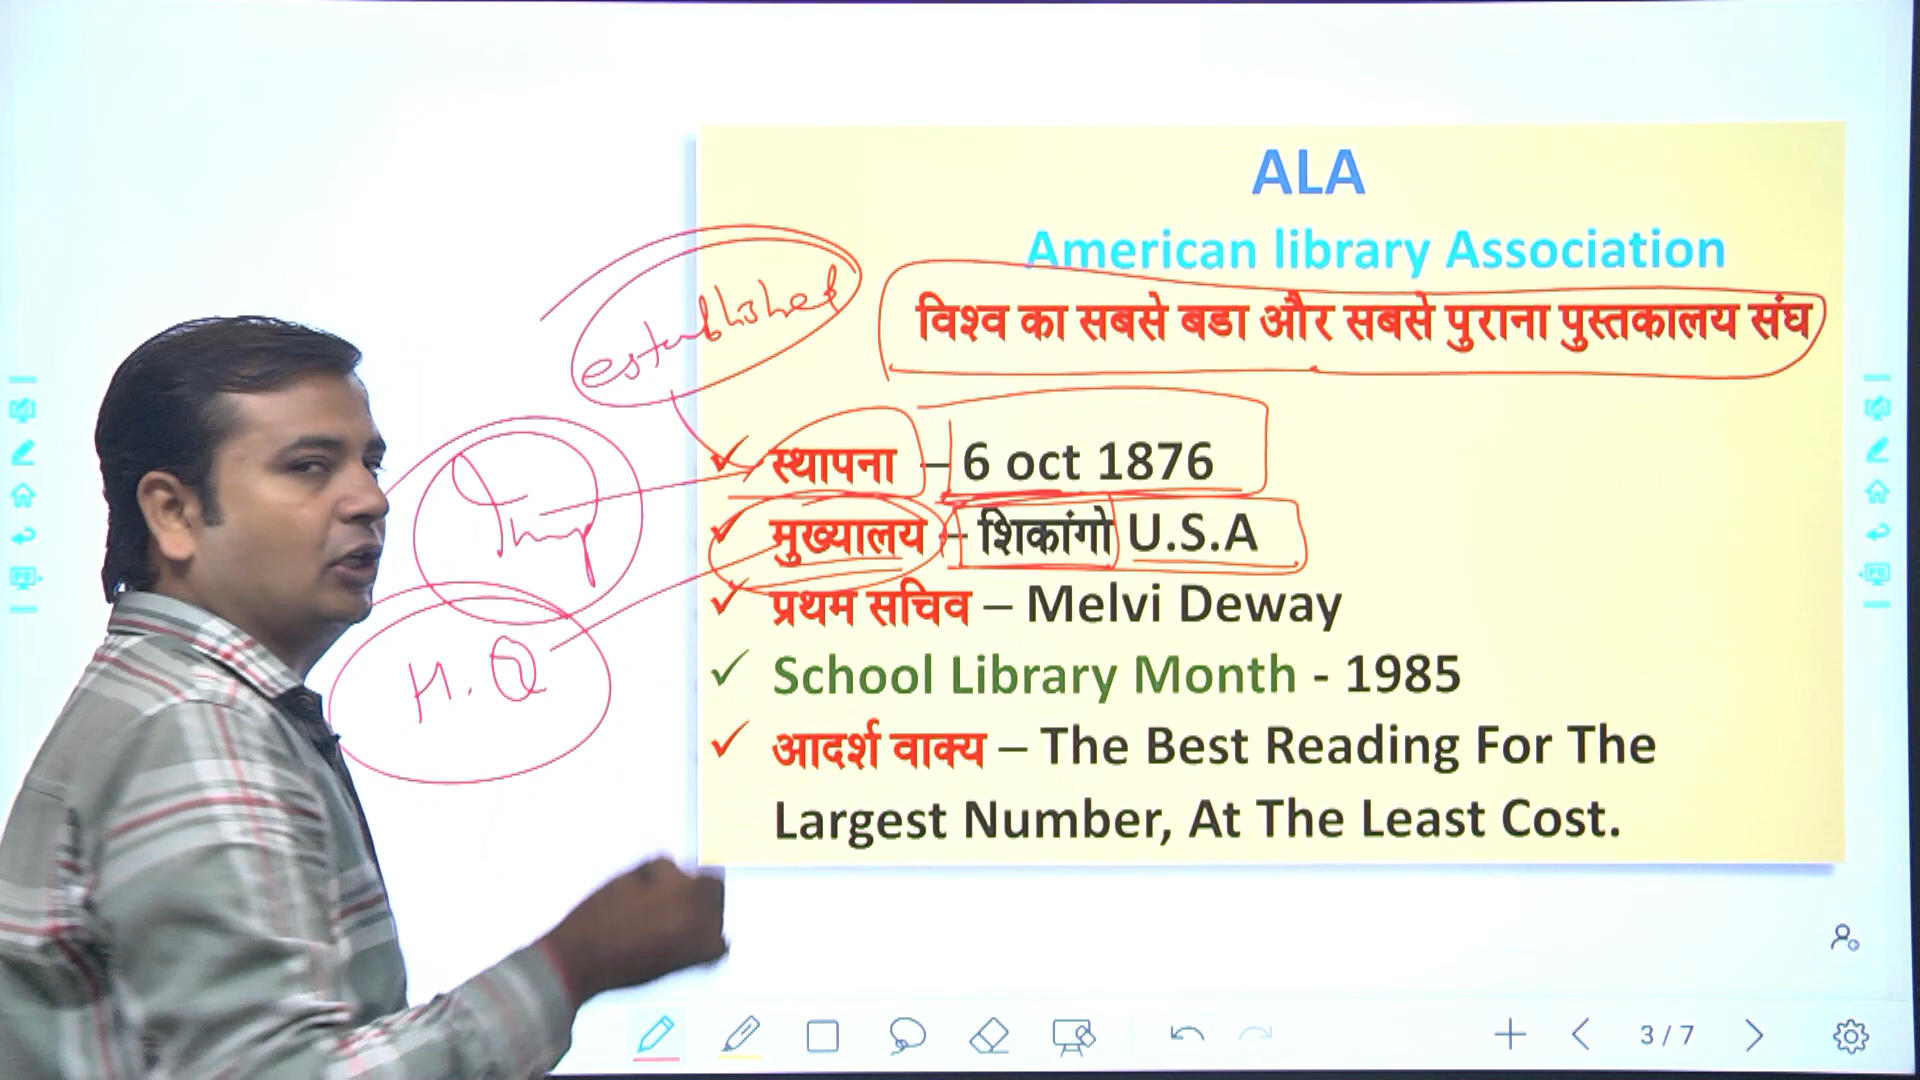 ALA
American library Association
विश्व का सबसे बडा और सबसे पुराना पुस्तकालय संघ
established
✓ स्थापना – 6 oct 1876
Imp
✓ मुख्यालय – शिकांगो U.S.A
✓ प्रथम सचिव – Melvi Deway
H.Q
✓ School Library Month - 1985
✓ आदर्श वाक्य – The Best Reading For The
Largest Number, At The Least Cost.
3/7